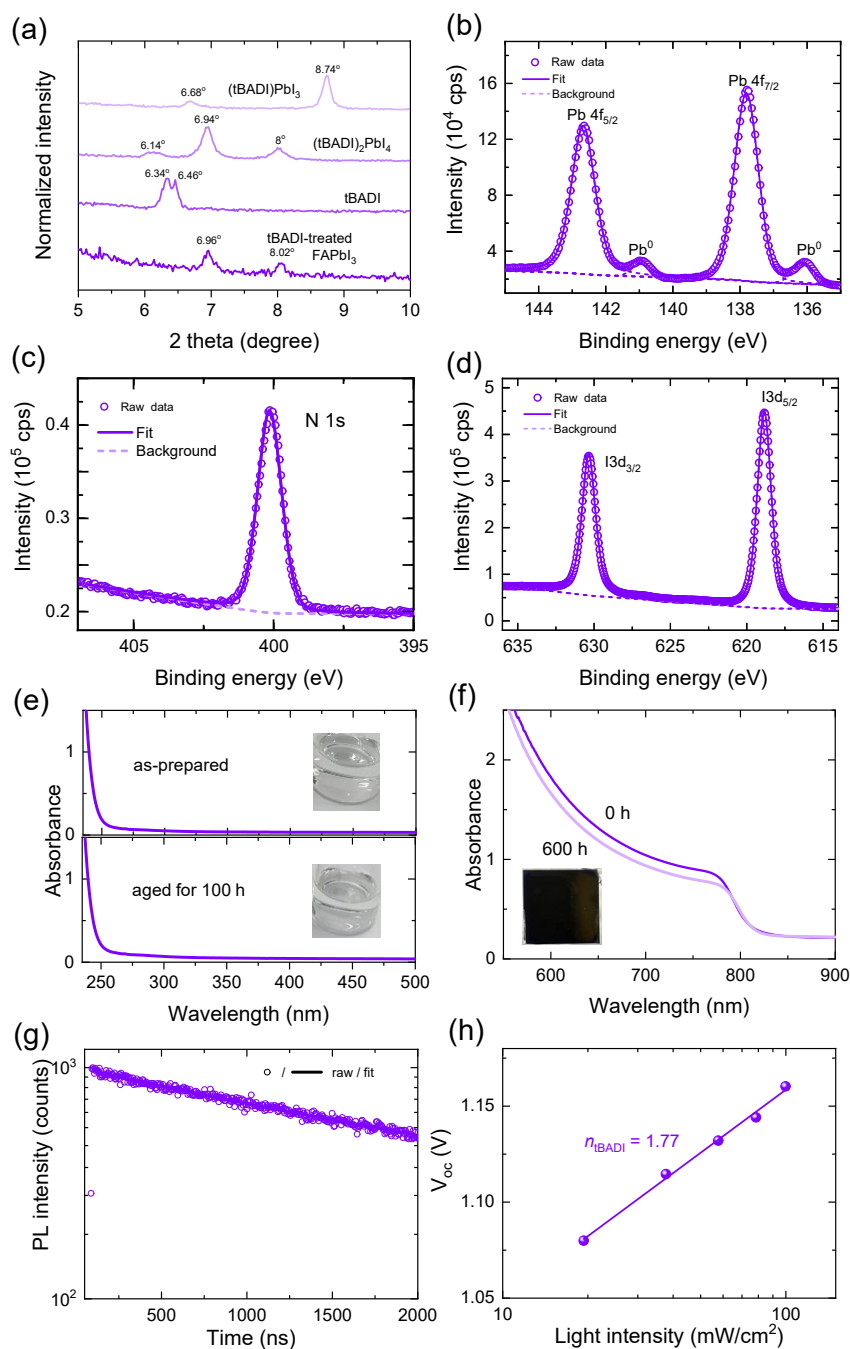 (a)
Normalized intensity
(tBADI)PbI3
6.68°
8.74°
(tBADI)2PbI4
6.14°
6.94°
8°
tBADI
6.34°
6.46°
tBADI-treated
FAPbI3
6.96°
8.02°
5 6 7 8 9 10
2 theta (degree)
(b)
Intensity (10⁴ cps)
16
12
8
4
Raw data
Fit
Background
Pb 4f5/2
Pb 4f7/2
Pb⁰
Pb⁰
144 142 140 138 136
Binding energy (eV)
(c)
Intensity (10⁵ cps)
0.4
0.3
0.2
Raw data
Fit
Background
N 1s
405 400 395
Binding energy (eV)
(d)
Intensity (10⁵ cps)
5
4
3
2
1
0
Raw data
Fit
Background
I3d3/2
I3d5/2
635 630 625 620 615
Binding energy (eV)
(e)
Absorbance
1
0
as-prepared
1
0
aged for 100 h
250 300 350 400 450 500
Wavelength (nm)
(f)
Absorbance
2
1
0
0 h
600 h
600 700 800 900
Wavelength (nm)
(g)
PL intensity (counts)
10³
10²
/ raw / fit
500 1000 1500 2000
Time (ns)
(h)
Voc (V)
1.15
1.10
1.05
ntBADI = 1.77
10 100
Light intensity (mW/cm²)